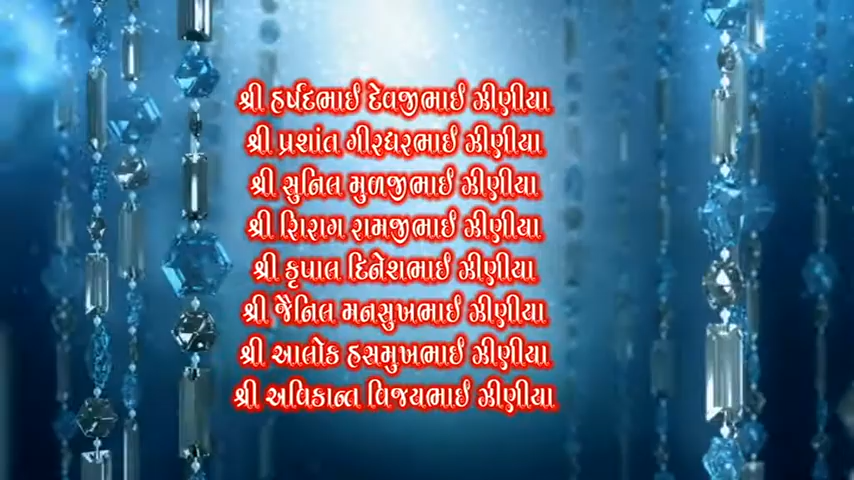 શ્રી હર્ષદભાઈ દેવજીભાઈ ઝીણીયા
શ્રી પ્રશાંત ગીરધરભાઈ ઝીણીયા
શ્રી સુનિલ મુળજીભાઈ ઝીણીયા
શ્રી ચિરાગ રામજીભાઈ ઝીણીયા
શ્રી કૃપાલ દિનેશભાઈ ઝીણીયા
શ્રી જૈનિલ મનસુખભાઈ ઝીણીયા
શ્રી આલોક હસમુખભાઈ ઝીણીયા
શ્રી અવિકાન્ત વિજયભાઈ ઝીણીયા